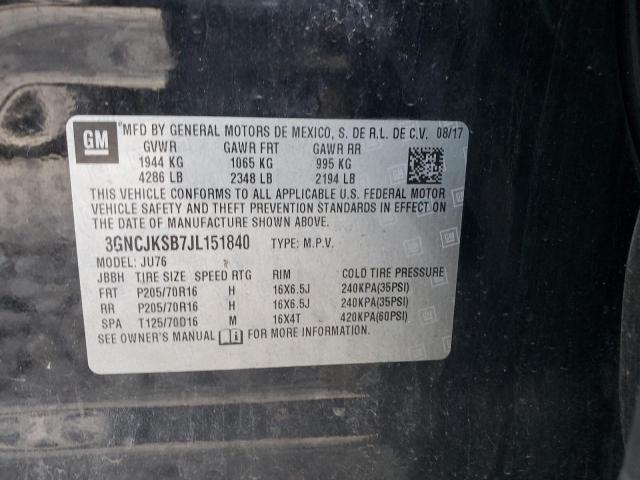 GM MFD BY GENERAL MOTORS DE MEXICO, S. DE R.L. DE C.V. 08/17
GVWR GAWR FRT GAWR RR
1944 KG 1065 KG 995 KG
4286 LB 2348 LB 2194 LB
THIS VEHICLE CONFORMS TO ALL APPLICABLE U.S. FEDERAL MOTOR
VEHICLE SAFETY AND THEFT PREVENTION STANDARDS IN EFFECT ON
THE DATE OF MANUFACTURE SHOWN ABOVE.
3GNCJKSB7JL151840 TYPE: M.P.V.
MODEL: JU76
JBBH TIRE SIZE SPEED RTG RIM COLD TIRE PRESSURE
FRT P205/70R16 H 16X6.5J 240KPA(35PSI)
RR P205/70R16 H 16X6.5J 240KPA(35PSI)
SPA T125/70D16 M 16X4T 420KPA(60PSI)
SEE OWNER'S MANUAL FOR MORE INFORMATION.